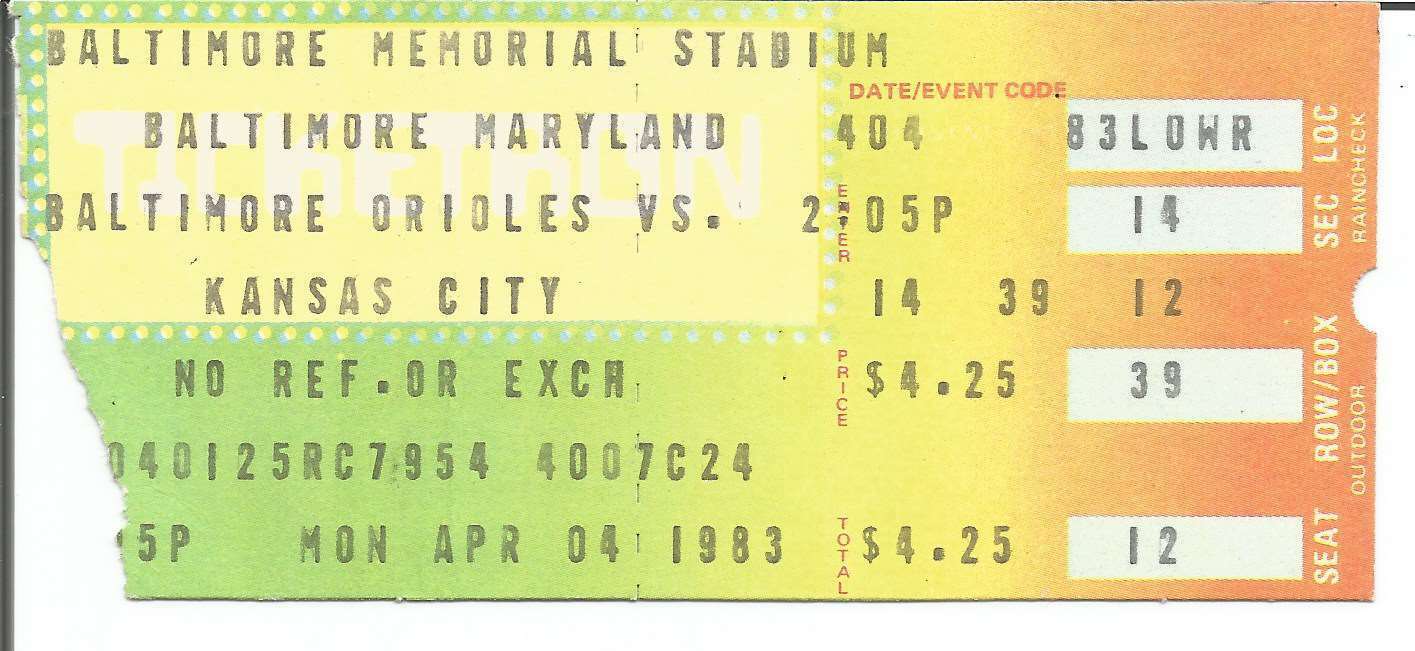 BALTIMORE MEMORIAL STADIUM
DATE/EVENT CODE
TICKETRON
BALTIMORE MARYLAND 404 83LOWR
BALTIMORE ORIOLES VS. 2:05P 14
ENTER
KANSAS CITY 14 39 12
NO REF.OR EXCH. PRICE $4.25 39
040125RC7954 4007C24
5P MON APR 04 1983 TOTAL $4.25 12
SEAT ROW/BOX SEC LOC
OUTDOOR RAINCHECK